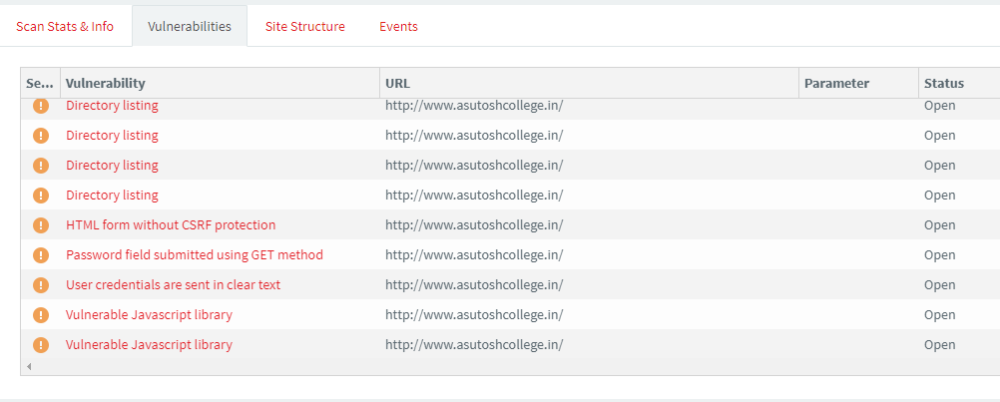 Scan Stats & Info Vulnerabilities Site Structure Events
Se... Vulnerability URL Parameter Status
Directory listing http://www.asutoshcollege.in/ Open
Directory listing http://www.asutoshcollege.in/ Open
Directory listing http://www.asutoshcollege.in/ Open
Directory listing http://www.asutoshcollege.in/ Open
HTML form without CSRF protection http://www.asutoshcollege.in/ Open
Password field submitted using GET method http://www.asutoshcollege.in/ Open
User credentials are sent in clear text http://www.asutoshcollege.in/ Open
Vulnerable Javascript library http://www.asutoshcollege.in/ Open
Vulnerable Javascript library http://www.asutoshcollege.in/ Open